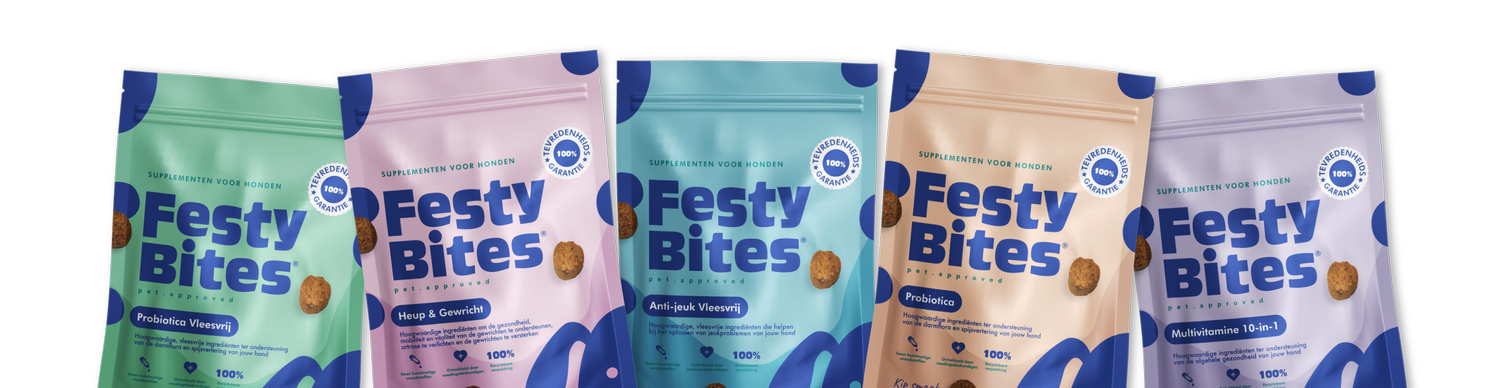 SUPPLEMENTEN VOOR HONDEN
TEVREDEN
100%
GARANTIE
Festy
Bites®
pet.approved
Probiotica Vleesvrij
Hoogwaardige ingrediënten ter ondersteuning
van de darmflora en spijsvertering van jouw hond
100%
SUPPLEMENTEN VOOR HONDEN
TEVREDENHEIDS
100%
GARANTIE
Festy
Bites®
pet.approved
Heup & Gewricht
Hoogwaardige ingrediënten om de gezondheid,
mobiliteit en vitaliteit van de gewrichten te ondersteunen,
artrose te verlichten en de gewrichten te versterken
100%
SUPPLEMENTEN VOOR HONDEN
TEVREDENHEIDS
100%
GARANTIE
Festy
Bites®
pet.approved
Anti-jeuk Vleesvrij
Hoogwaardige, vleesvrije ingrediënten die helpen
bij het oplossen van jeukproblemen van jouw hond
100%
SUPPLEMENTEN VOOR HONDEN
TEVREDENHEIDS
100%
GARANTIE
Festy
Bites®
pet.approved
Probiotica
Hoogwaardige ingrediënten ter ondersteuning
van de darmflora en spijsvertering van jouw hond
100%
Kip smaak
SUPPLEMENTEN VOOR HONDEN
TEVREDENHEIDS
100%
GARANTIE
Festy
Bites®
pet.approved
Multivitamine 10-in-1
Hoogwaardige ingrediënten ter ondersteuning
van de algehele gezondheid van jouw hond
100%